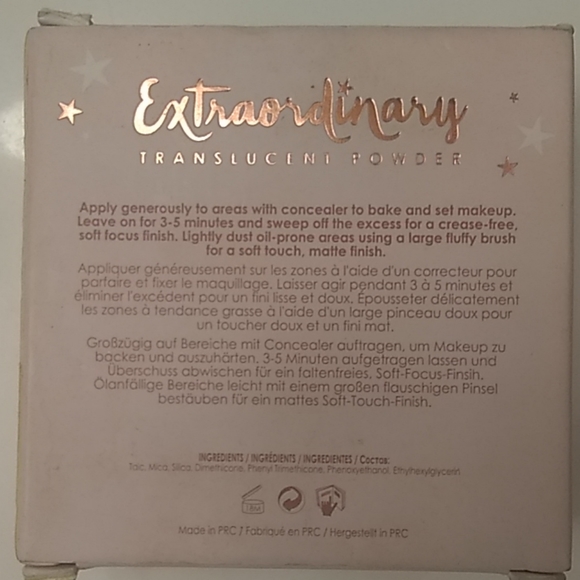 Extraordinary
TRANSLUCENT POWDER
Apply generously to areas with concealer to bake and set makeup.
Leave on for 3-5 minutes and sweep off the excess for a crease-free,
soft focus finish. Lightly dust oil-prone areas using a large fluffy brush
for a soft touch, matte finish.
Appliquer généreusement sur les zones à l'aide d'un correcteur pour
parfaire et fixer le maquillage. Laisser agir pendant 3 à 5 minutes et
éliminer l'excédent pour un fini lisse et doux. Épousseter délicatement
les zones à tendance grasse à l'aide d'un large pinceau doux pour
un toucher doux et un fini mat.
Großzügig auf Bereiche mit Concealer auftragen, um Makeup zu
backen und auszuhärten. 3-5 Minuten aufgetragen lassen und
Überschuss abwischen für ein faltenfreies, Soft-Focus-Finsih.
Ölanfällige Bereiche leicht mit einem großen flauschigen Pinsel
bestäuben für ein mattes Soft-Touch-Finish.
INGREDIENTS / INGRÉDIENTS / INGREDIENTES / Состав:
Talc, Mica, Silica, Dimethicone, Phenyl Trimethicone, Phenoxyethanol, Ethylhexylglycerin
18M
Made in PRC / Fabriqué en PRC / Hergestellt in PRC